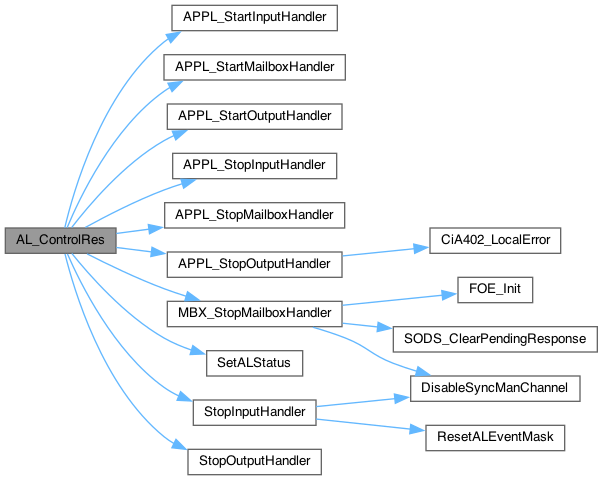 AL_ControlRes
APPL_StartInputHandler
APPL_StartMailboxHandler
APPL_StartOutputHandler
APPL_StopInputHandler
APPL_StopMailboxHandler
APPL_StopOutputHandler
MBX_StopMailboxHandler
SetALStatus
StopInputHandler
StopOutputHandler
CiA402_LocalError
FOE_Init
SODS_ClearPendingResponse
DisableSyncManChannel
ResetALEventMask